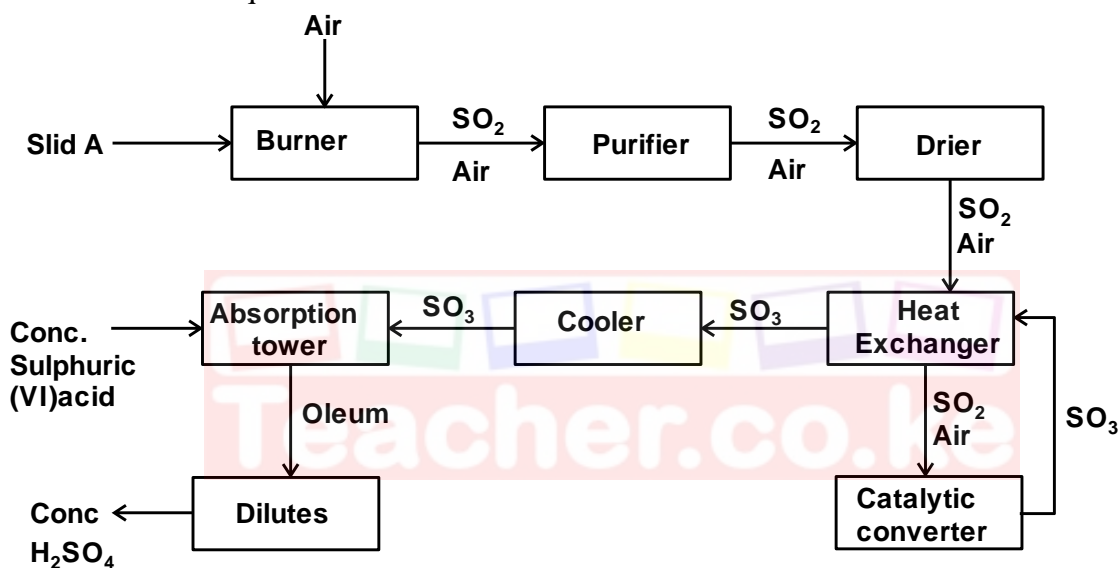 Air
Slid A
Burner
SO₂
Air
Purifier
SO₂
Air
Drier
SO₂
Air
Conc.
Sulphuric
(VI)acid
Absorption
tower
SO₃
Cooler
SO₃
Heat
Exchanger
SO₃
Oleum
SO₂
Air
Teacher.co.ke
Conc
H₂SO₄
Dilutes
Catalytic
converter